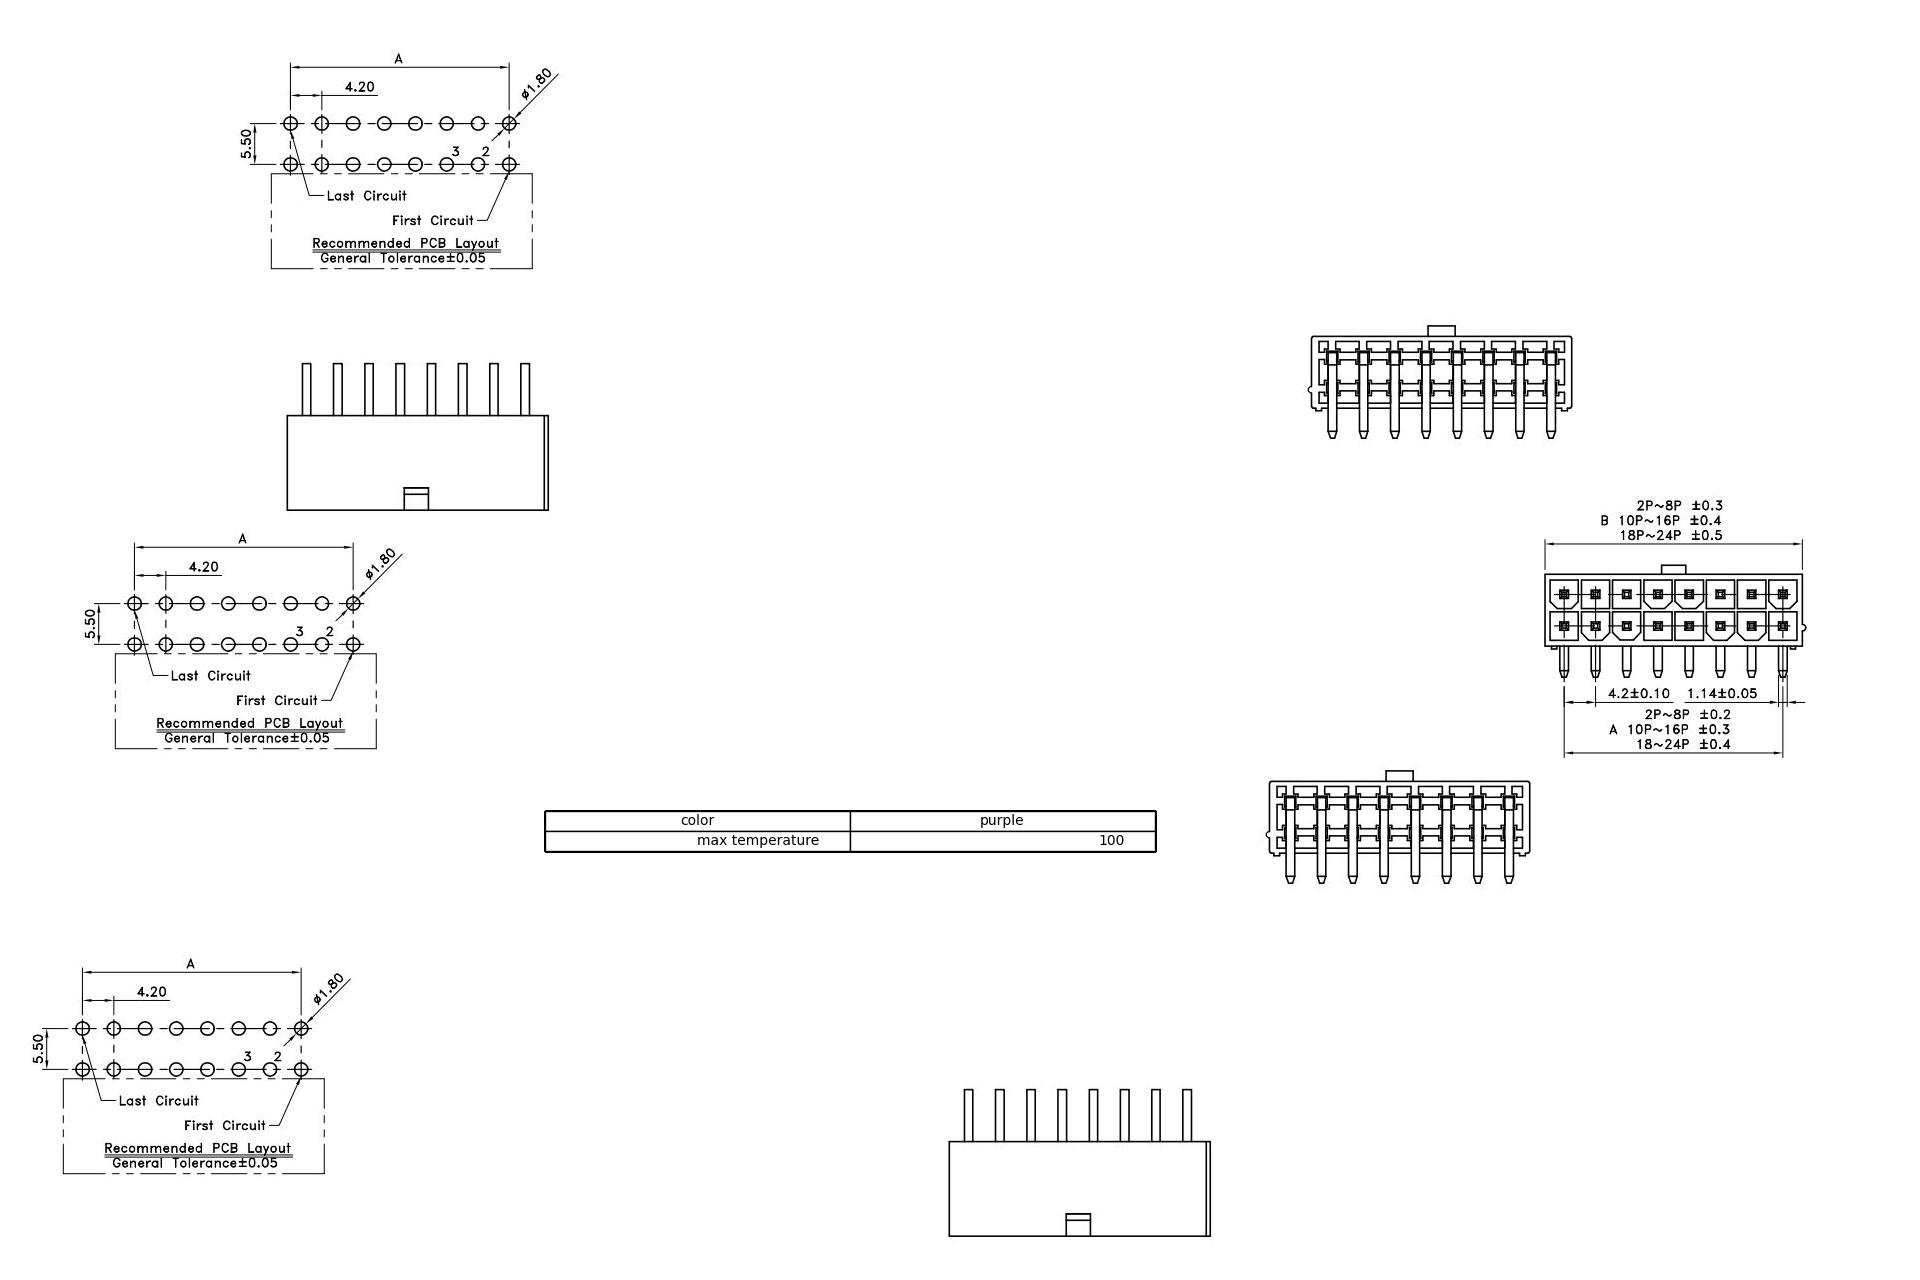 A
4.20
ø1.80
5.50
3 2
Last Circuit
First Circuit
Recommended PCB Layout
General Tolerance±0.05
A
4.20
ø1.80
5.50
3 2
Last Circuit
First Circuit
Recommended PCB Layout
General Tolerance±0.05
2P~8P ±0.3
B 10P~16P ±0.4
18P~24P ±0.5
4.2±0.10 1.14±0.05
2P~8P ±0.2
A 10P~16P ±0.3
18~24P ±0.4
color purple
max temperature 100
A
4.20
ø1.80
5.50
3 2
Last Circuit
First Circuit
Recommended PCB Layout
General Tolerance±0.05